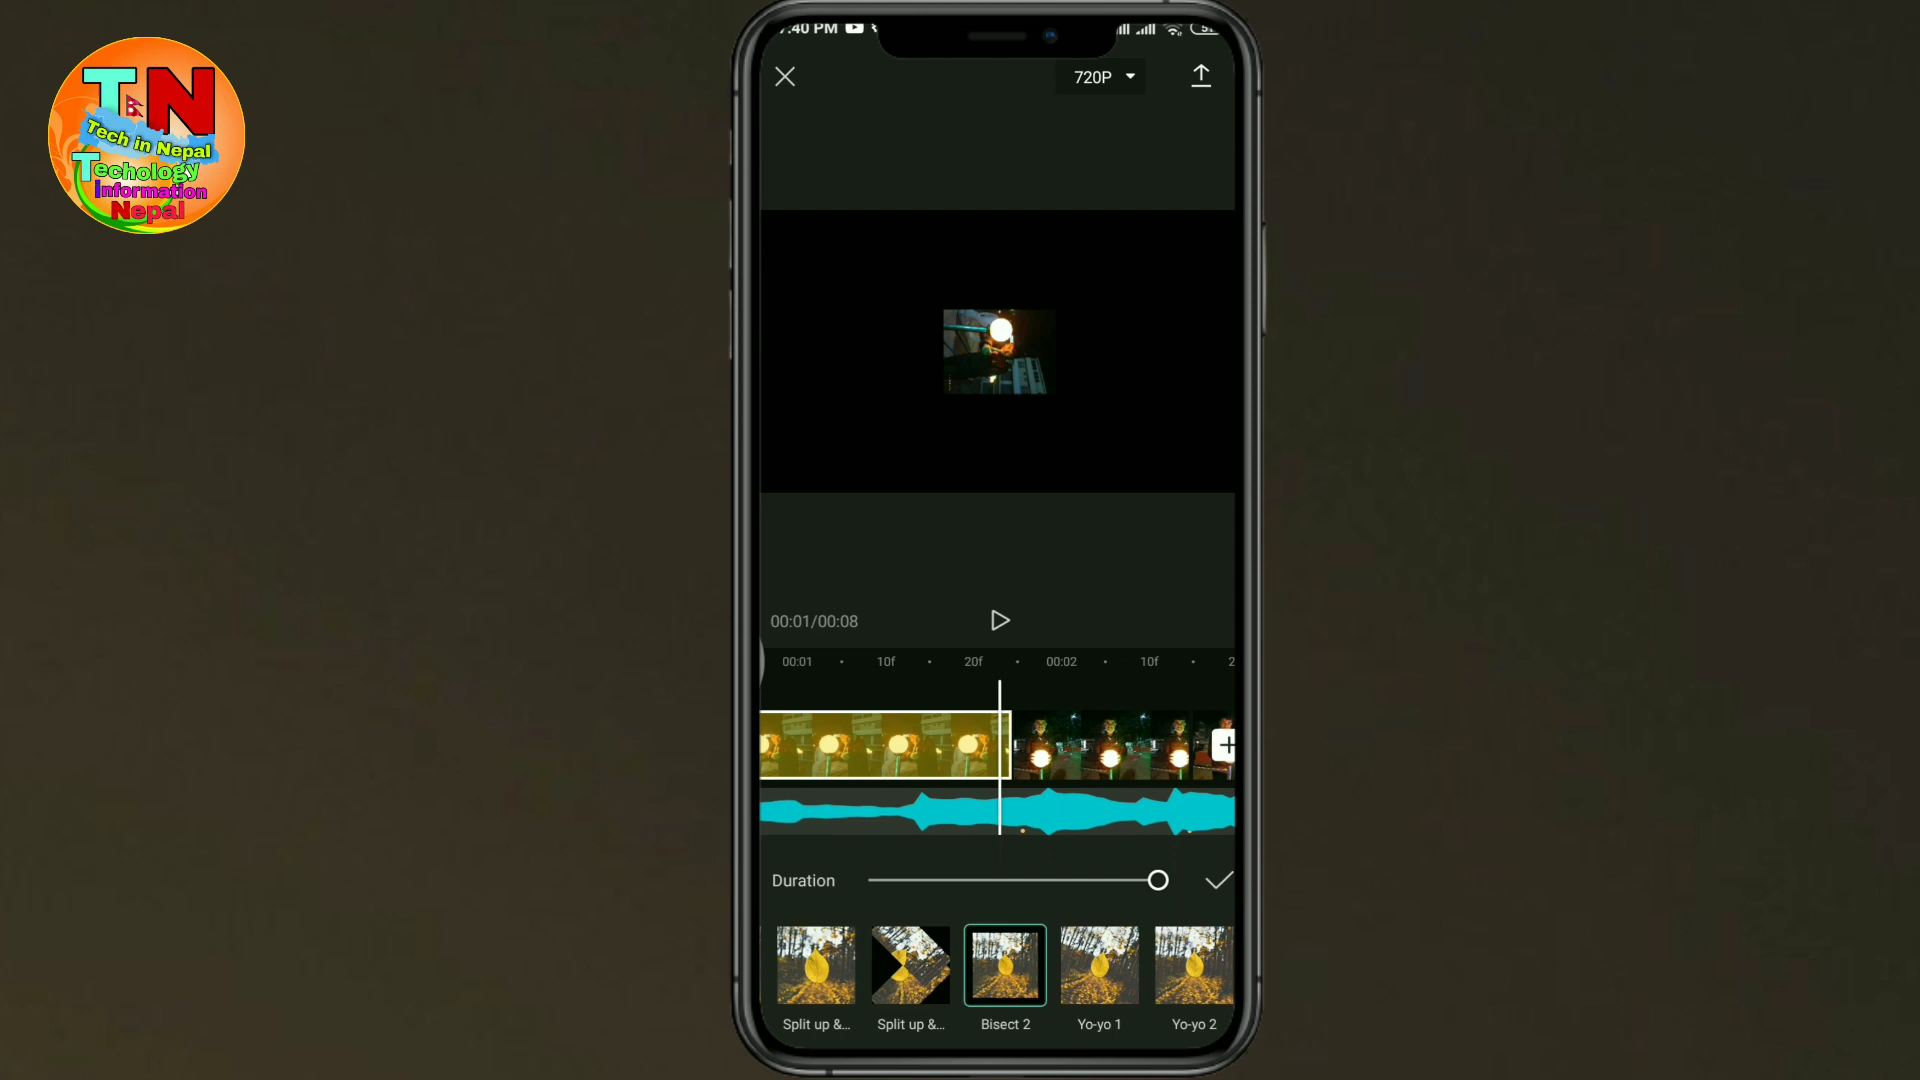 TN
Tech in Nepal
Techology
Information
Nepal
:40 PM
720P
00:01/00:08
00:01 10f 20f 00:02 10f 2
Duration
Split up &... Split up &... Bisect 2 Yo-yo 1 Yo-yo 2